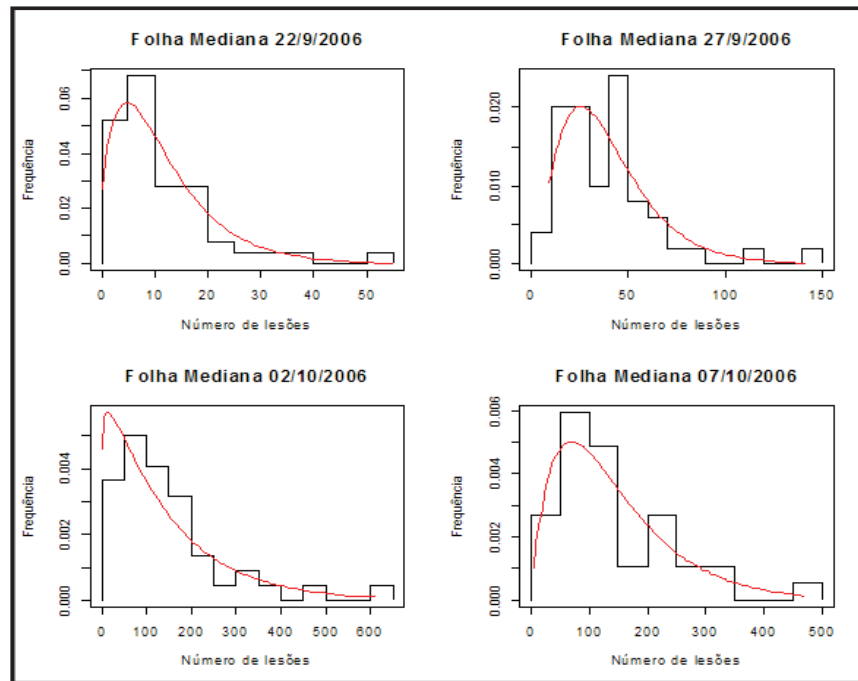 Folha Mediana 22/9/2006
Frequência
0.00 0.02 0.04 0.06
0 10 20 30 40 50
Número de lesões
Folha Mediana 27/9/2006
Frequência
0.000 0.010 0.020
0 50 100 150
Número de lesões
Folha Mediana 02/10/2006
Frequência
0.000 0.002 0.004
0 100 200 300 400 500 600
Número de lesões
Folha Mediana 07/10/2006
Frequência
0.000 0.002 0.004 0.006
0 100 200 300 400 500
Número de lesões